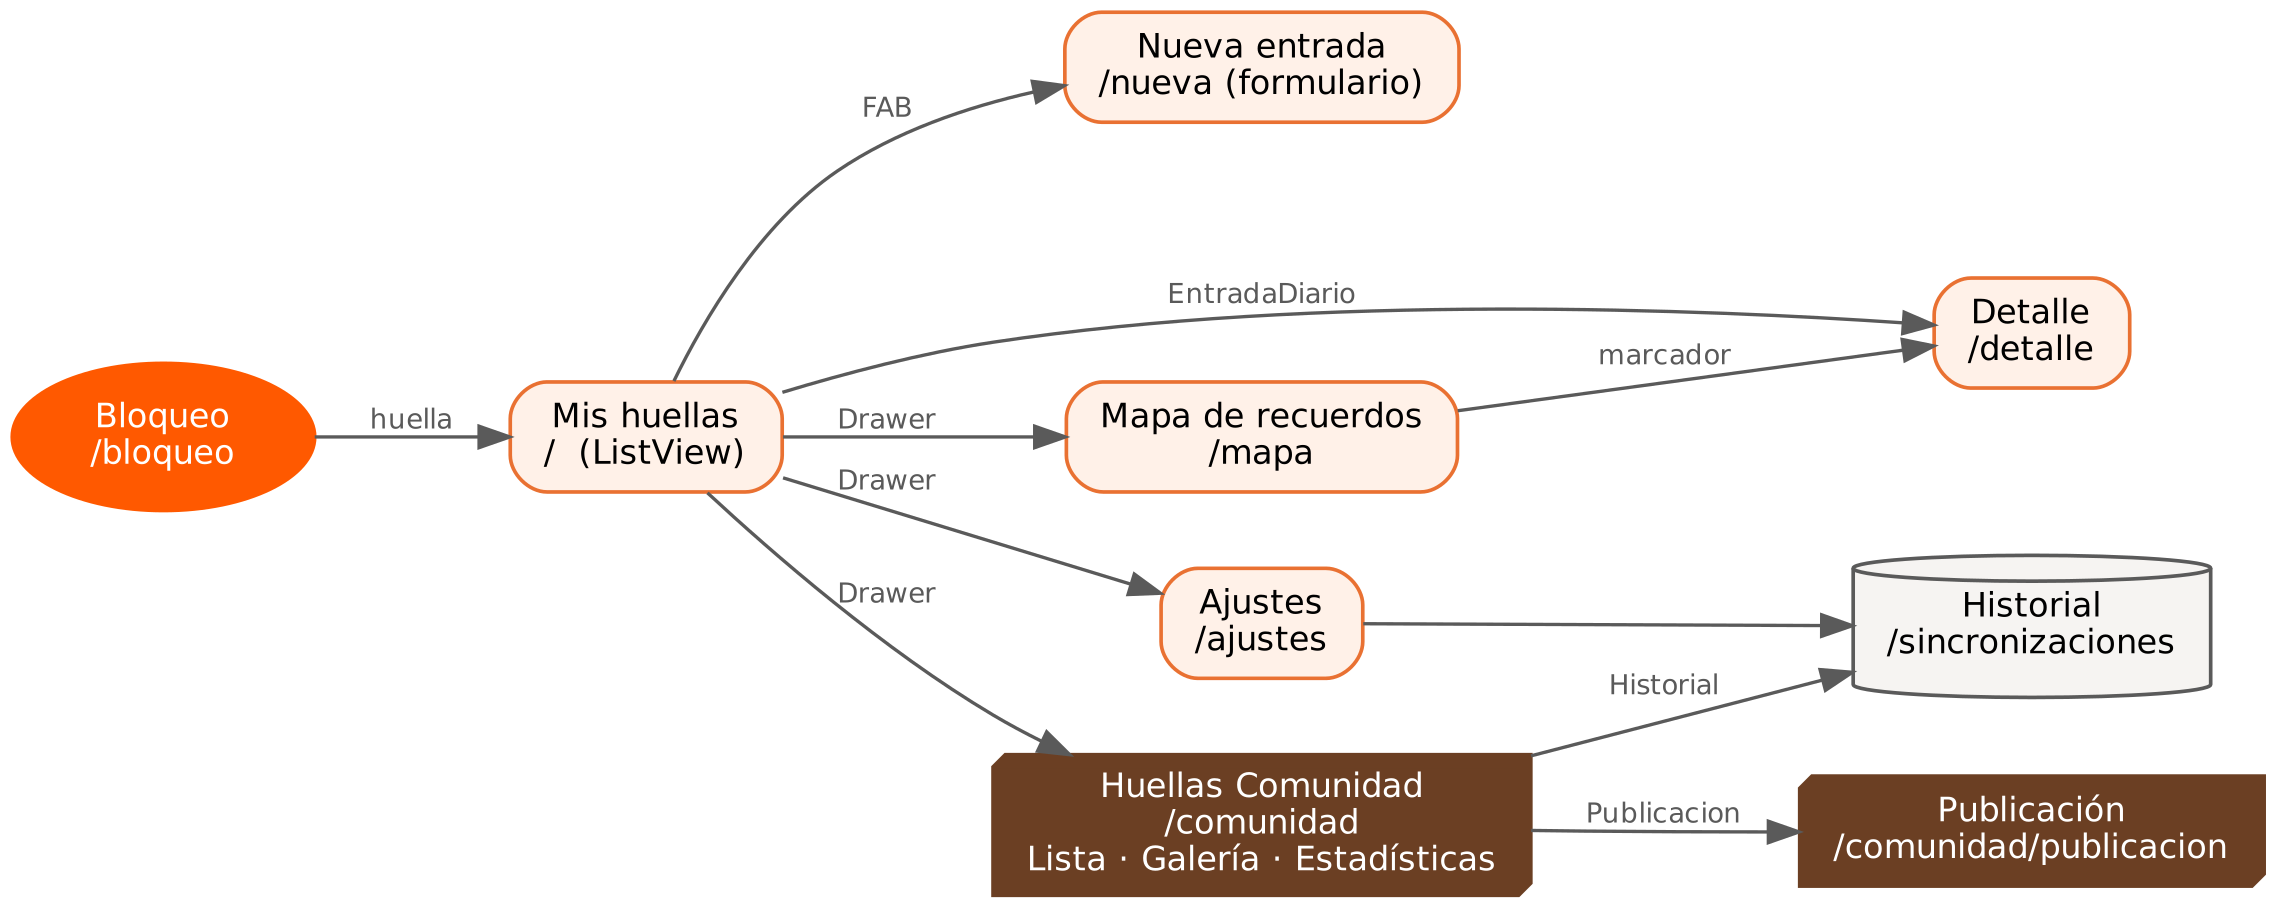 Nueva entrada
/nueva (formulario)
FAB
EntradaDiario
Detalle
/detalle
marcador
Bloqueo
/bloqueo
huella
Mis huellas
/  (ListView)
Drawer
Mapa de recuerdos
/mapa
Drawer
Drawer
Ajustes
/ajustes
Historial
/sincronizaciones
Historial
Huellas Comunidad
/comunidad
Lista · Galería · Estadísticas
Publicacion
Publicación
/comunidad/publicacion